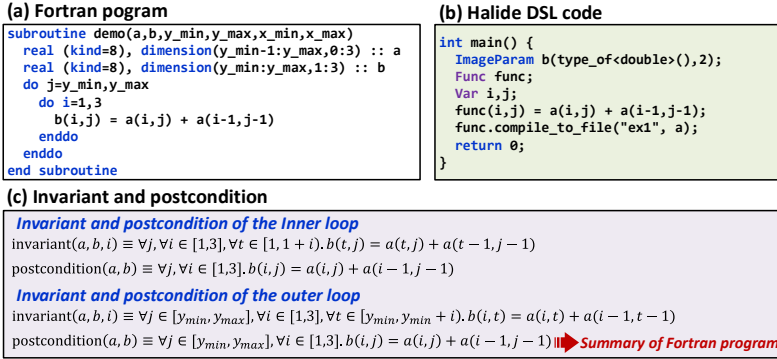 (a) Fortran pogram
subroutine demo(a,b,y_min,y_max,x_min,x_max)
real (kind=8), dimension(y_min-1:y_max,0:3) :: a
real (kind=8), dimension(y_min:y_max,1:3) :: b
do j=y_min,y_max
do i=1,3
b(i,j) = a(i,j) + a(i-1,j-1)
enddo
enddo
end subroutine
(b) Halide DSL code
int main() {
ImageParam b(type_of<double>(),2);
Func func;
Var i,j;
func(i,j) = a(i,j) + a(i-1,j-1);
func.compile_to_file("ex1", a);
return 0;
}
(c) Invariant and postcondition
Invariant and postcondition of the Inner loop
invariant(a, b, i) ≡ ∀j, ∀i ∈ [1,3], ∀t ∈ [1, 1 + i). b(t, j) = a(t, j) + a(t − 1, j − 1)
postcondition(a, b) ≡ ∀j, ∀i ∈ [1,3]. b(i, j) = a(i, j) + a(i − 1, j − 1)
Invariant and postcondition of the outer loop
invariant(a, b, i) ≡ ∀j ∈ [y_min, y_max], ∀i ∈ [1,3], ∀t ∈ [y_min, y_min + i). b(i, t) = a(i, t) + a(i − 1, t − 1)
postcondition(a, b) ≡ ∀j ∈ [y_min, y_max], ∀i ∈ [1,3]. b(i, j) = a(i, j) + a(i − 1, j − 1) Summary of Fortran program